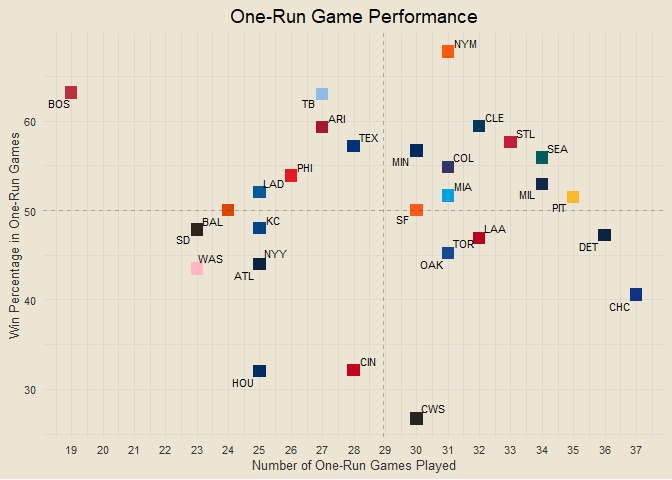 One-Run Game Performance
NYM
BOS
TB
CLE
ARI
60
STL
TEX
SEA
MIN
COL
PHI
LAD
MIA
MIL
PIT
50
BAL
KC
SF
SD
LAA
TOR
DET
WAS
NYY
OAK
ATL
40
CHC
HOU
CIN
30
CWS
19 20 21 22 23 24 25 26 27 28 29 30 31 32 33 34 35 36 37
Number of One-Run Games Played
Win Percentage in One-Run Games